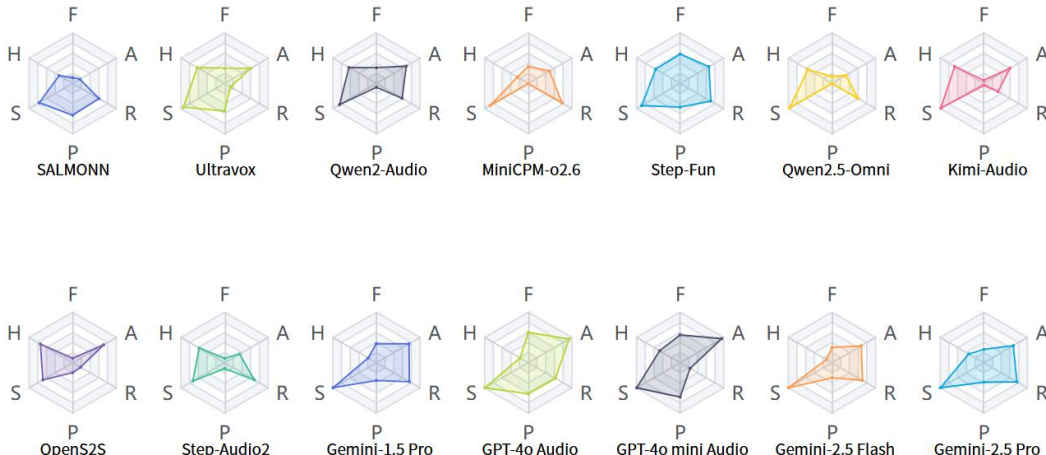 F F F F F F F
H A H A H A H A H A H A H A
S R S R S R S R S R S R S R
P P P P P P P
SALMONN Ultravox Qwen2-Audio MiniCPM-o2.6 Step-Fun Qwen2.5-Omni Kimi-Audio
F F F F F F F
H A H A H A H A H A H A H A
S R S R S R S R S R S R S R
P P P P P P P
OpenS2S Step-Audio2 Gemini-1.5 Pro GPT-4o Audio GPT-4o mini Audio Gemini-2.5 Flash Gemini-2.5 Pro